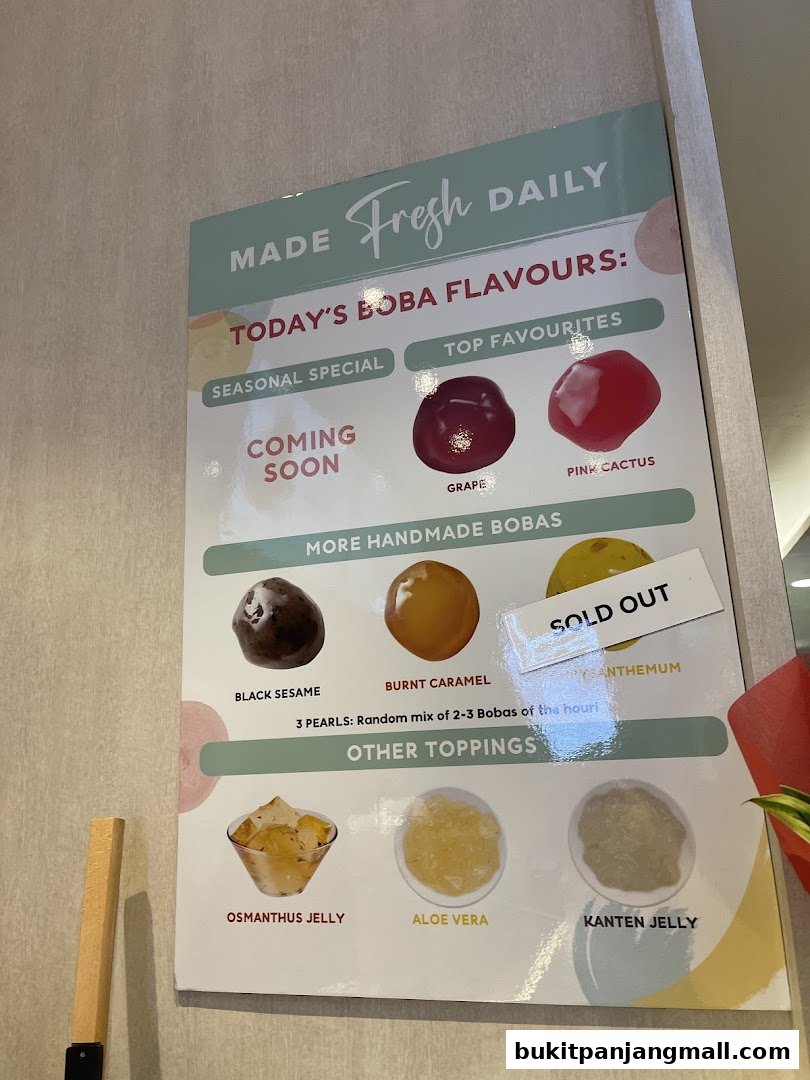 MADE Fresh DAILY
TODAY'S BOBA FLAVOURS:
SEASONAL SPECIAL
TOP FAVOURITES
COMING
SOON
GRAPE
PINK CACTUS
MORE HANDMADE BOBAS
SOLD OUT
BLACK SESAME
BURNT CARAMEL
3 PEARLS: Random mix of 2-3 Bobas of the hour!
OTHER TOPPINGS
OSMANTHUS JELLY
ALOE VERA
KANTEN JELLY
bukitpanjangmall.com